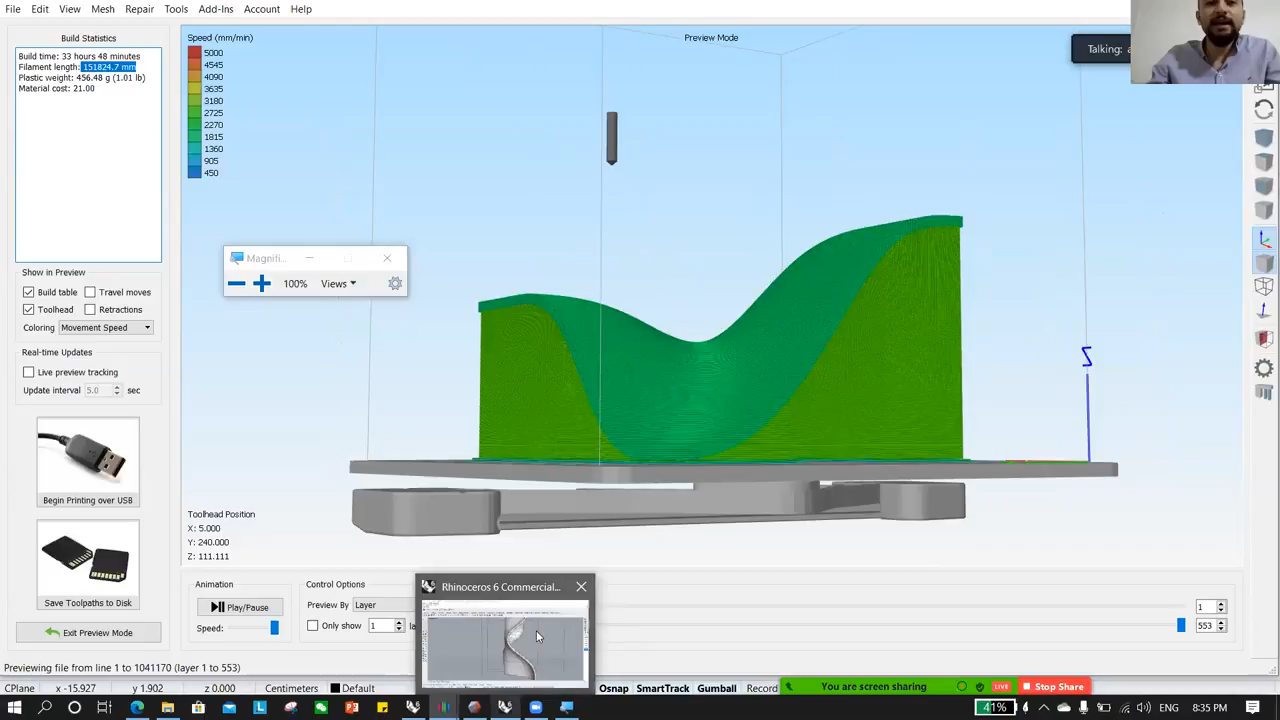 File Edit View Mesh Repair Tools Add-Ins Account Help
Build Statistics
Build time: 33 hours 48 minutes
Filament length: 151824.7 mm
Plastic weight: 456.48 g (1.01 lb)
Material cost: 21.00
Speed (mm/min)
5000
4545
4090
3635
3180
2725
2270
1815
1360
905
450
Preview Mode
Talking:
Magnifi...
100% Views
Show in Preview
Build table Travel moves
Toolhead Retractions
Coloring Movement Speed
Real-time Updates
Live preview tracking
Update interval 5.0 sec
Begin Printing over USB
Save Toolpaths to Disk
Exit Preview Mode
Z
Toolhead Position
X: 5.000
Y: 240.000
Z: 111.111
Animation
Play/Pause
Speed:
Control Options
Preview By Layer
Only show 1
1
553
Rhinoceros 6 Commercial...
Previewing file from line 1 to 1041170 (layer 1 to 553)
CPlane x -15.927 y 1.902 z 0.000 Centimeters Default
Osnap SmartTrack Gumball Record
You are screen sharing LIVE Stop Share
41% ENG 8:35 PM